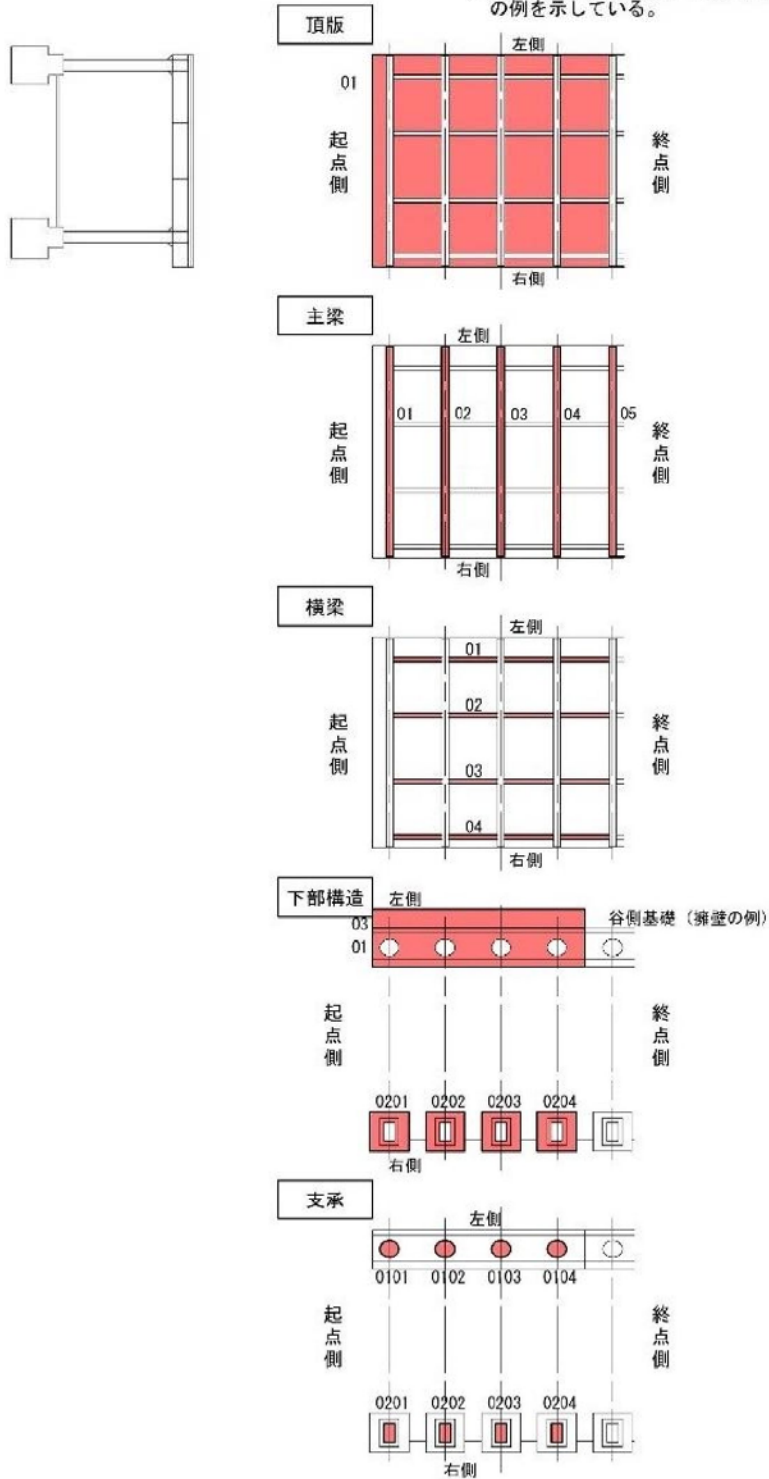 の例を示している。
頂版
左側
01
起点側
終点側
右側
主梁
左側
01 02 03 04 05
起点側
終点側
右側
横梁
左側
01
02
起点側
終点側
03
04
右側
下部構造
左側
03
谷側基礎（擁壁の例）
01
起点側
終点側
0201 0202 0203 0204
右側
支承
左側
0101 0102 0103 0104
起点側
終点側
0201 0202 0203 0204
右側